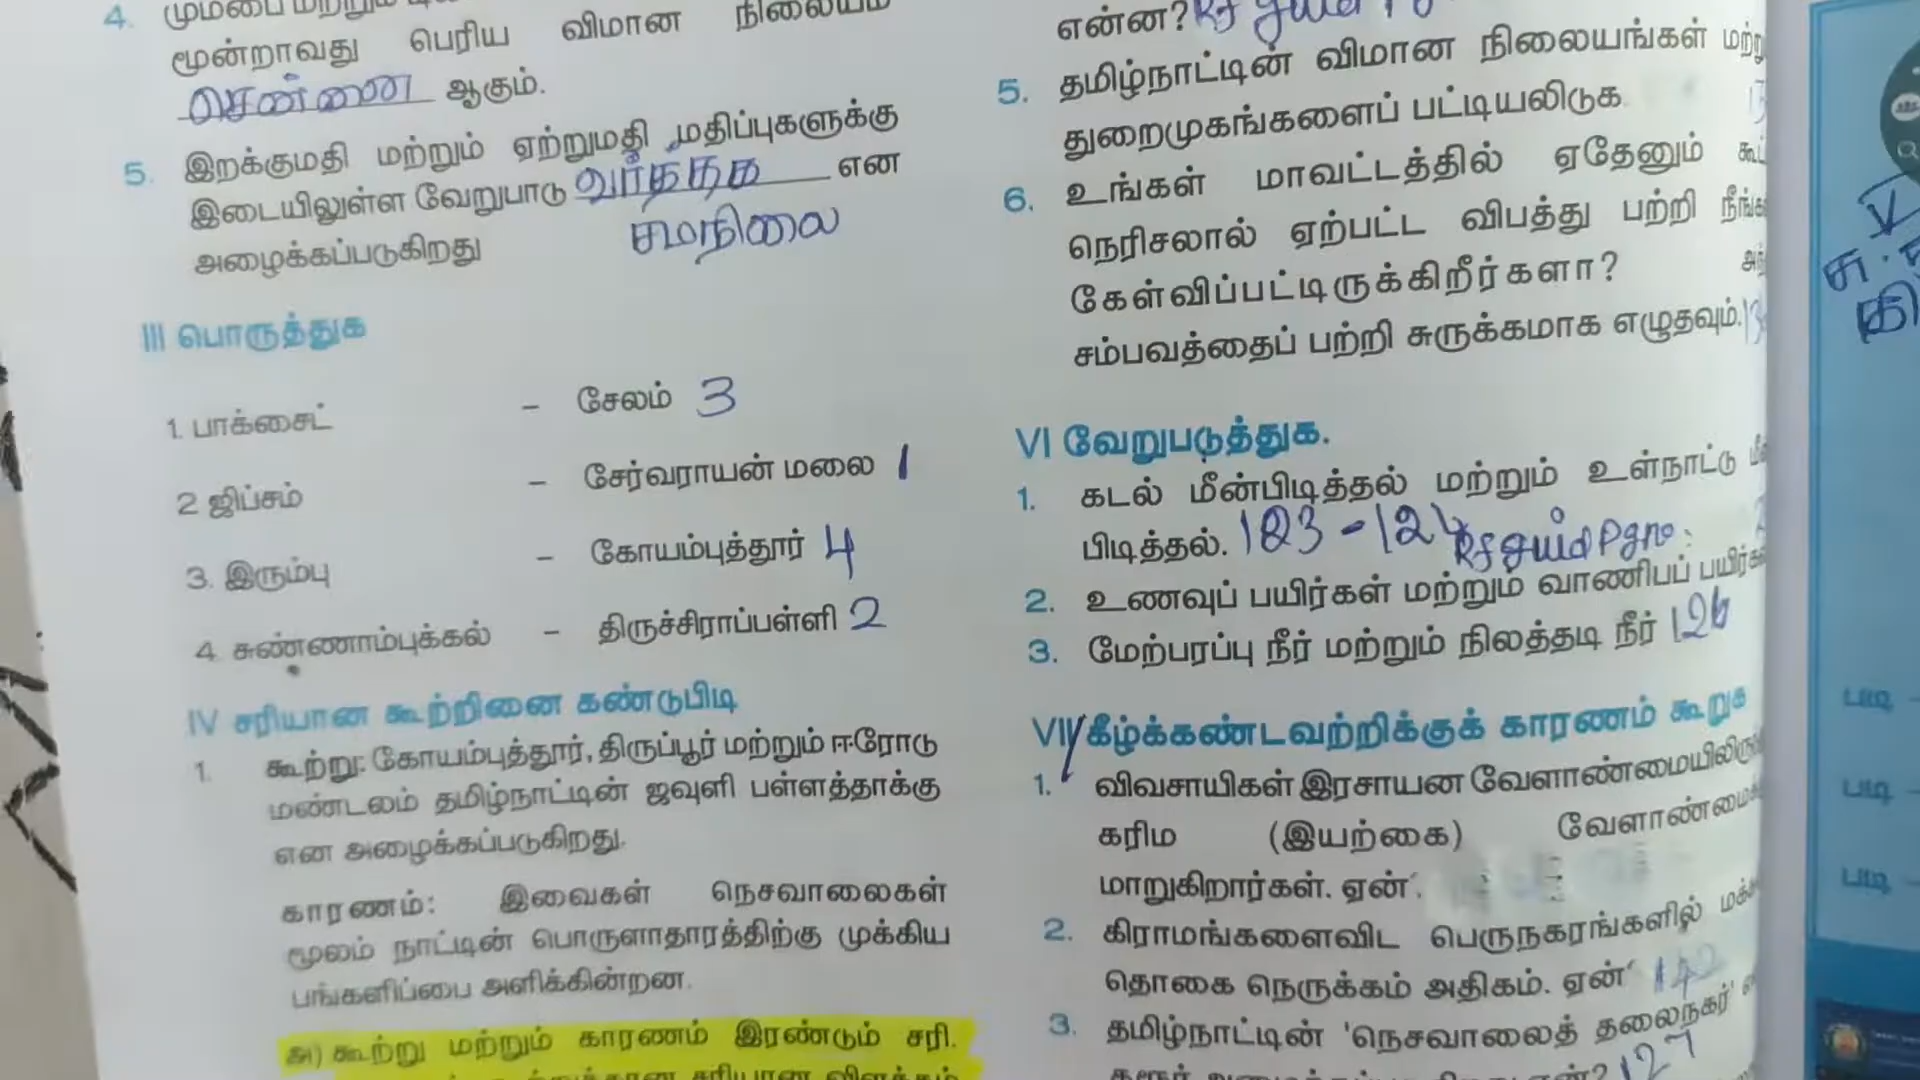 4. மும்பை மற்றும்
மூன்றாவது பெரிய விமான நிலையம்
சென்னை ஆகும்.
5. இறக்குமதி மற்றும் ஏற்றுமதி மதிப்புகளுக்கு
இடையிலுள்ள வேறுபாடு வர்த்தக என
அழைக்கப்படுகிறது சமநிலை
III பொருத்துக
1. பாக்சைட் - சேலம் 3
2 ஜிப்சம் - சேர்வராயன் மலை 1
3. இரும்பு - கோயம்புத்தூர் 4
4. சுண்ணாம்புக்கல் - திருச்சிராப்பள்ளி 2
IV சரியான கூற்றினை கண்டுபிடி
1. கூற்று: கோயம்புத்தூர், திருப்பூர் மற்றும் ஈரோடு
மண்டலம் தமிழ்நாட்டின் ஜவுளி பள்ளத்தாக்கு
என அழைக்கப்படுகிறது.
காரணம்: இவைகள் நெசவாலைகள்
மூலம் நாட்டின் பொருளாதாரத்திற்கு முக்கிய
பங்களிப்பை அளிக்கின்றன.
அ) கூற்று மற்றும் காரணம் இரண்டும் சரி.
என்ன?
5. தமிழ்நாட்டின் விமான நிலையங்கள்
துறைமுகங்களைப் பட்டியலிடுக
6. உங்கள் மாவட்டத்தில் ஏதேனும்
நெரிசலால் ஏற்பட்ட விபத்து பற்றி
கேள்விப்பட்டிருக்கிறீர்களா?
சம்பவத்தைப் பற்றி சுருக்கமாக எழுதவும்.
VI வேறுபடுத்துக.
1. கடல் மீன்பிடித்தல் மற்றும் உள்நாட்டு
பிடித்தல். 123 - 124
2. உணவுப் பயிர்கள் மற்றும் வாணிபப்
3. மேற்பரப்பு நீர் மற்றும் நிலத்தடி நீர் 126
VII கீழ்க்கண்டவற்றிக்குக் காரணம் கூறுக
1. விவசாயிகள் இரசாயன
கரிம (இயற்கை)
மாறுகிறார்கள். ஏன்
2. கிராமங்களைவிட பெருநகரங்களில்
தொகை நெருக்கம் அதிகம். ஏன்
3. தமிழ்நாட்டின் 'நெசவாலைத் தலைநகர்'
127